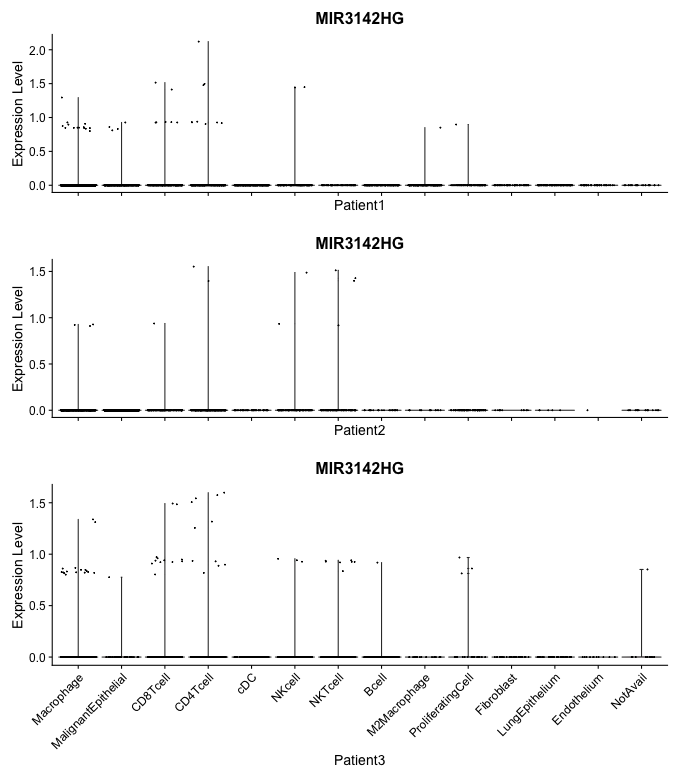 MIR3142HG
Expression Level
2.0
1.5
1.0
0.5
0.0
Patient1
MIR3142HG
Expression Level
1.5
1.0
0.5
0.0
Patient2
MIR3142HG
Expression Level
1.5
1.0
0.5
0.0
Macrophage
MalignantEpithelial
CD8Tcell
CD4Tcell
cDC
NKcell
NKTcell
Bcell
M2Macrophage
ProliferatingCell
Fibroblast
LungEpithelium
Endothelium
NotAvail
Patient3